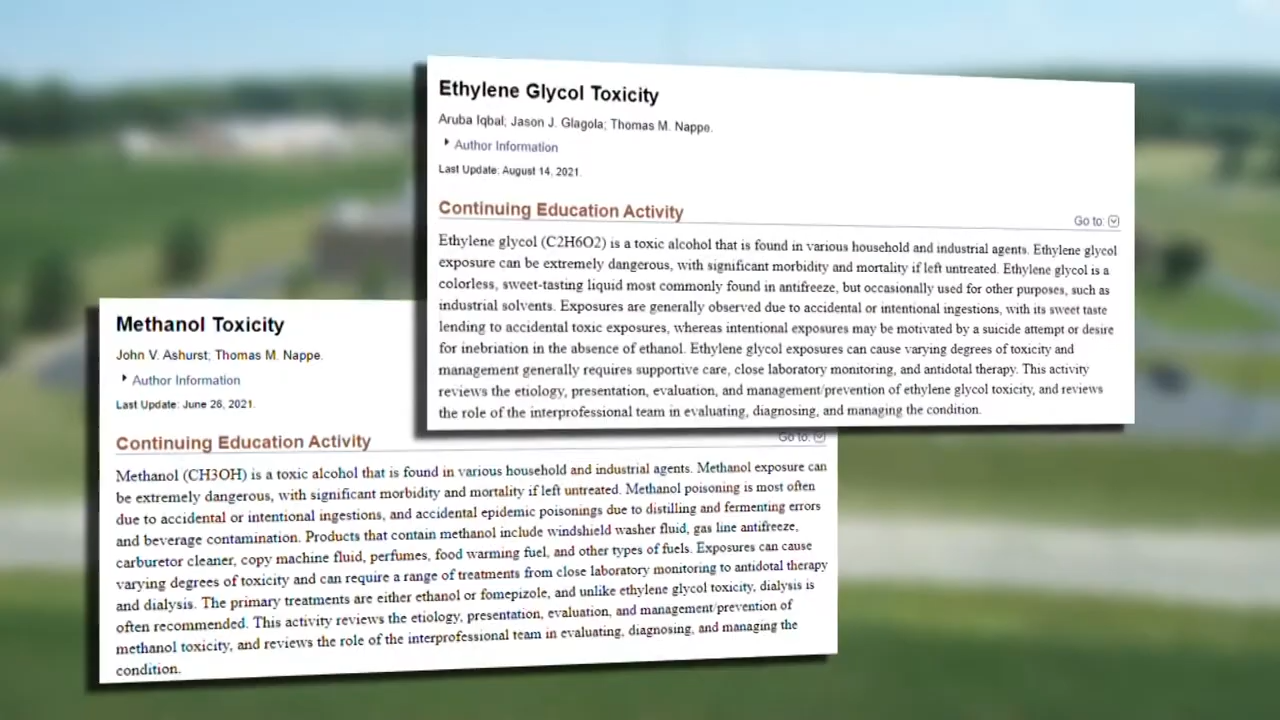 Ethylene Glycol Toxicity
Aruba Iqbal; Jason J. Glagola; Thomas M. Nappe.
Author Information
Last Update: August 14, 2021.
Continuing Education Activity
Go to:
Ethylene glycol (C2H6O2) is a toxic alcohol that is found in various household and industrial agents. Ethylene glycol
exposure can be extremely dangerous, with significant morbidity and mortality if left untreated. Ethylene glycol is a
colorless, sweet-tasting liquid most commonly found in antifreeze, but occasionally used for other purposes, such as
industrial solvents. Exposures are generally observed due to accidental or intentional ingestions, with its sweet taste
lending to accidental toxic exposures, whereas intentional exposures may be motivated by a suicide attempt or desire
for inebriation in the absence of ethanol. Ethylene glycol exposures can cause varying degrees of toxicity and
management generally requires supportive care, close laboratory monitoring, and antidotal therapy. This activity
reviews the etiology, presentation, evaluation, and management/prevention of ethylene glycol toxicity, and reviews
the role of the interprofessional team in evaluating, diagnosing, and managing the condition.
Methanol Toxicity
John V. Ashurst; Thomas M. Nappe.
Author Information
Last Update: June 26, 2021.
Continuing Education Activity
Go to:
Methanol (CH3OH) is a toxic alcohol that is found in various household and industrial agents. Methanol exposure can
be extremely dangerous, with significant morbidity and mortality if left untreated. Methanol poisoning is most often
due to accidental or intentional ingestions, and accidental epidemic poisonings due to distilling and fermenting errors
and beverage contamination. Products that contain methanol include windshield washer fluid, gas line antifreeze,
carburetor cleaner, copy machine fluid, perfumes, food warming fuel, and other types of fuels. Exposures can cause
varying degrees of toxicity and can require a range of treatments from close laboratory monitoring to antidotal therapy
and dialysis. The primary treatments are either ethanol or fomepizole, and unlike ethylene glycol toxicity, dialysis is
often recommended. This activity reviews the etiology, presentation, evaluation, and management/prevention of
methanol toxicity, and reviews the role of the interprofessional team in evaluating, diagnosing, and managing the
condition.